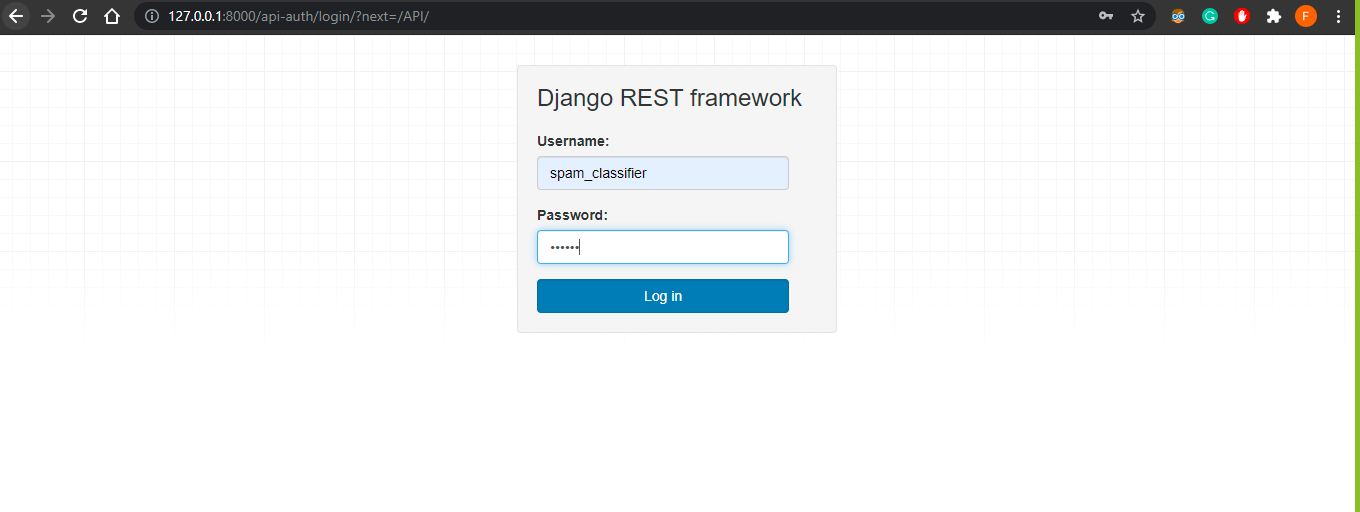 127.0.0.1:8000/api-auth/login/?next=/API/
F
Django REST framework
Username:
spam_classifier
Password:
••••••
Log in